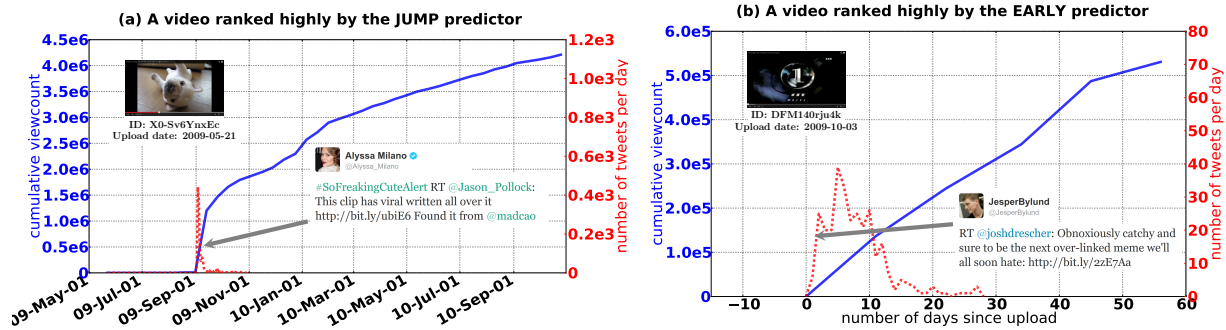 (a) A video ranked highly by the JUMP predictor
4.5e6
4.0e6
3.5e6
3.0e6
2.5e6
2.0e6
1.5e6
1.0e6
0.5e6
0
cumulative viewcount
1.2e3
1.0e3
0.8e3
0.6e3
0.4e3
0.2e3
0
number of tweets per day
ID: X0-Sv6YnxEc
Upload date: 2009-05-21
Alyssa Milano
@Alyssa_Milano
#SoFreakingCuteAlert RT @Jason_Pollock:
This clip has viral written all over it
http://bit.ly/ubiE6 Found it from @madcao
09-May-01
09-Jul-01
09-Sep-01
09-Nov-01
10-Jan-01
10-Mar-01
10-May-01
10-Jul-01
10-Sep-01
(b) A video ranked highly by the EARLY predictor
6.0e5
5.0e5
4.0e5
3.0e5
2.0e5
1.0e5
0
cumulative viewcount
80
70
60
50
40
30
20
10
0
number of tweets per day
1
ID: DFM140rju4k
Upload date: 2009-10-03
JesperBylund
@JesperBylund
RT @joshdrescher: Obnoxiously catchy and
sure to be the next over-linked meme we'll
all soon hate: http://bit.ly/2zE7Aa
−10 0 10 20 30 40 50 60
number of days since upload